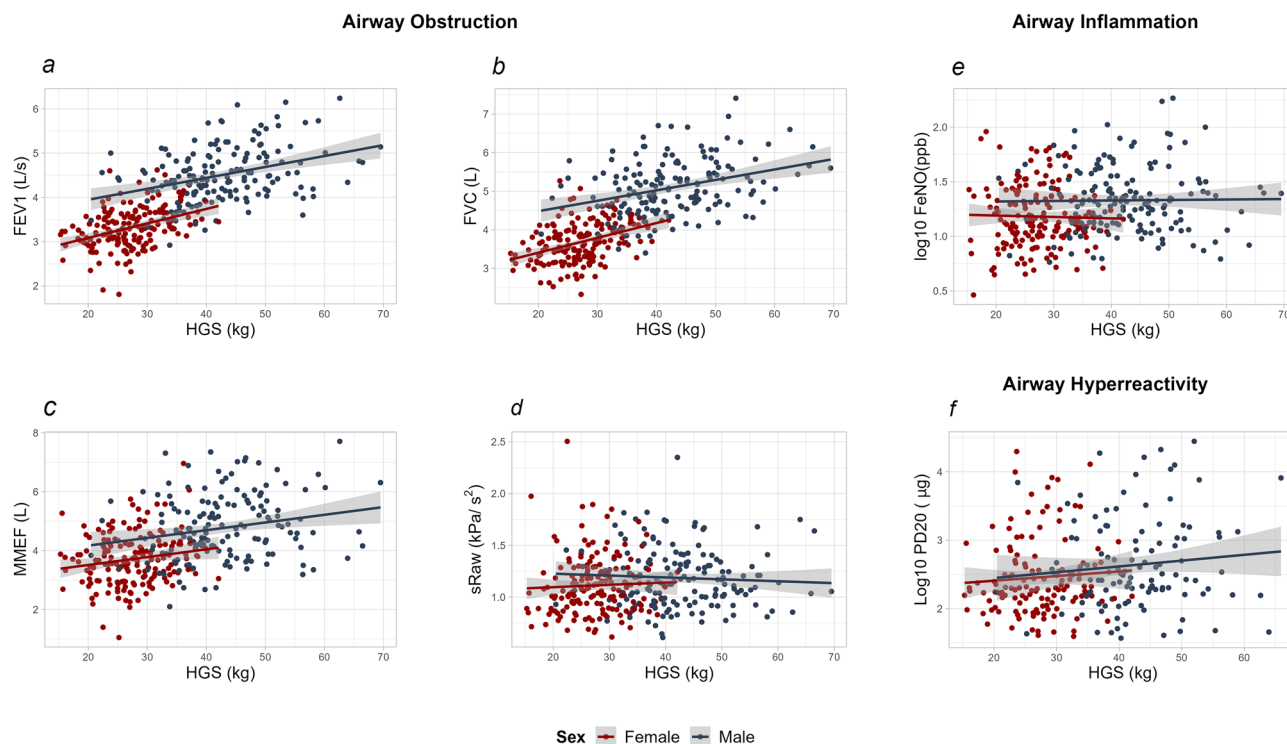 Airway Obstruction
Airway Inflammation
a
FEV1 (L/s)
6
5
4
3
2
20 30 40 50 60 70
HGS (kg)
b
FVC (L)
7
6
5
4
3
20 30 40 50 60 70
HGS (kg)
e
log10 FeNO(ppb)
2.0
1.5
1.0
0.5
20 30 40 50 60 70
HGS (kg)
Airway Hyperreactivity
c
MMEF (L)
8
6
4
2
20 30 40 50 60 70
HGS (kg)
d
sRaw (kPa/ s²)
2.5
2.0
1.5
1.0
20 30 40 50 60 70
HGS (kg)
f
Log10 PD20 ( µg)
4
3
2
20 30 40 50 60
HGS (kg)
Sex Female Male